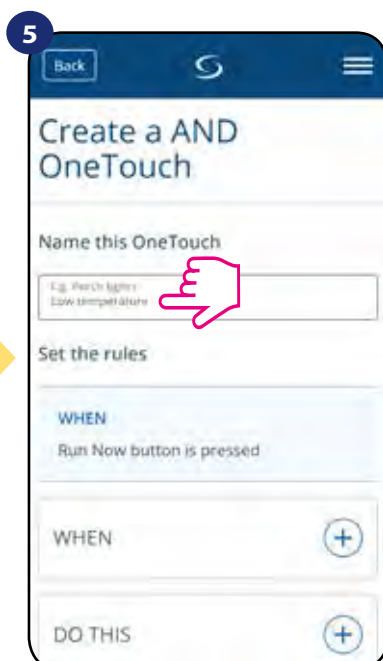 5
Back
Create a AND
OneTouch
Name this OneTouch
E.g. Porch lights
Low temperature
Set the rules
WHEN
Run Now button is pressed
WHEN
DO THIS